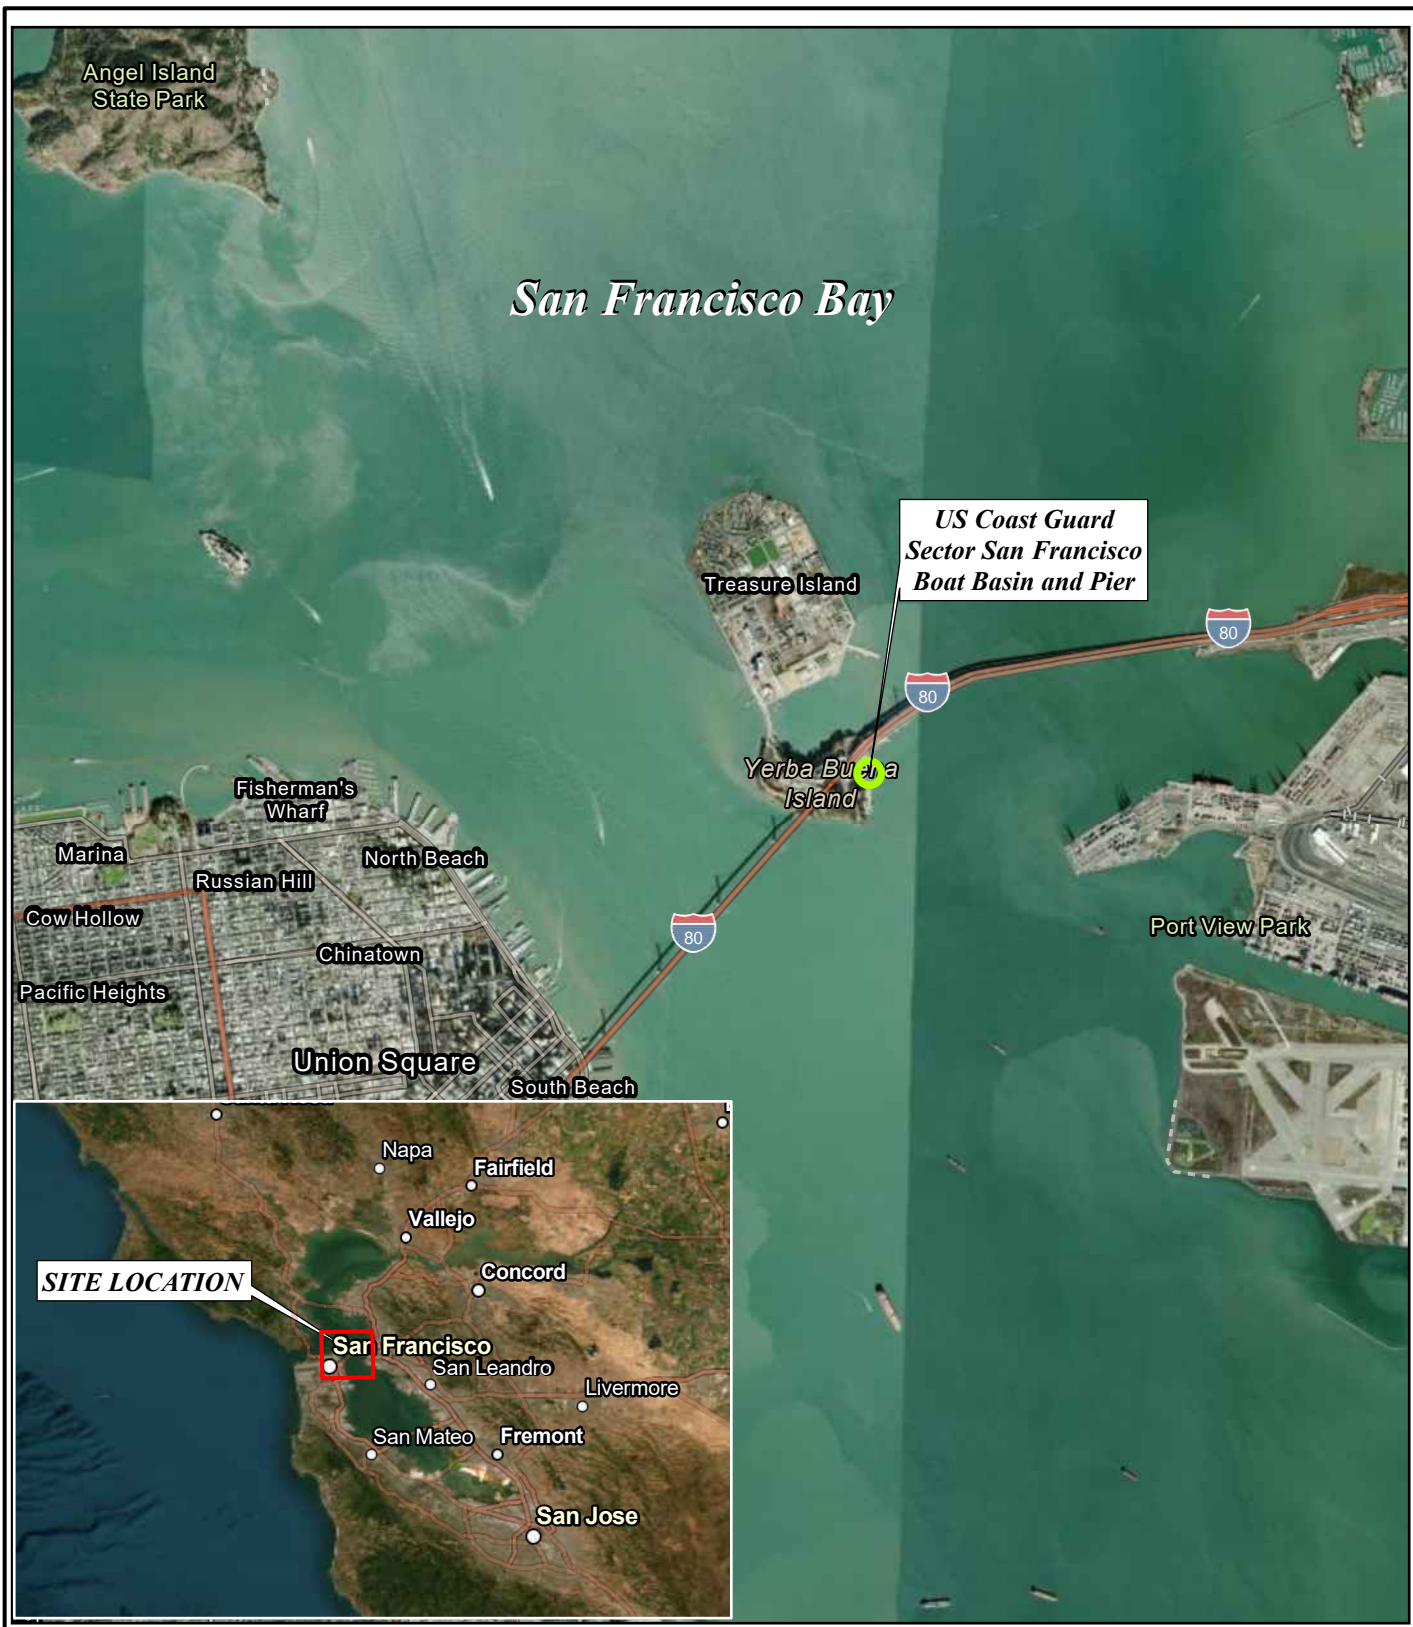 Angel Island
State Park
San Francisco Bay
US Coast Guard
Sector San Francisco
Boat Basin and Pier
Treasure Island
80
80
Yerba Buena
Island
Fisherman's
Wharf
Marina
North Beach
Russian Hill
Cow Hollow
80
Port View Park
Chinatown
Pacific Heights
Union Square
South Beach
Napa
Fairfield
Vallejo
SITE LOCATION
Concord
San Francisco
San Leandro
Livermore
San Mateo
Fremont
San Jose